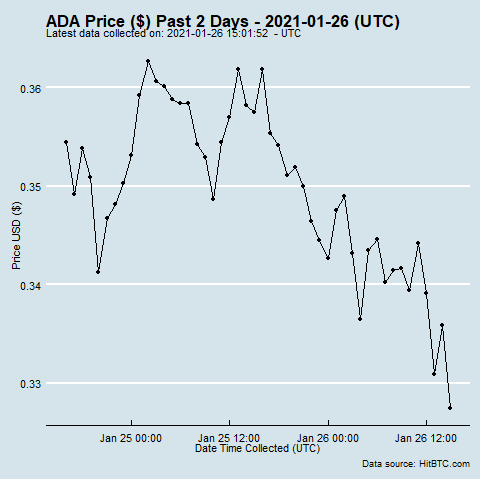 ADA Price ($) Past 2 Days - 2021-01-26 (UTC)
Latest data collected on: 2021-01-26 15:01:52  - UTC
0.36
0.35
0.34
0.33
Price USD ($)
Jan 25 00:00 Jan 25 12:00 Jan 26 00:00 Jan 26 12:00
Date Time Collected (UTC)
Data source: HitBTC.com